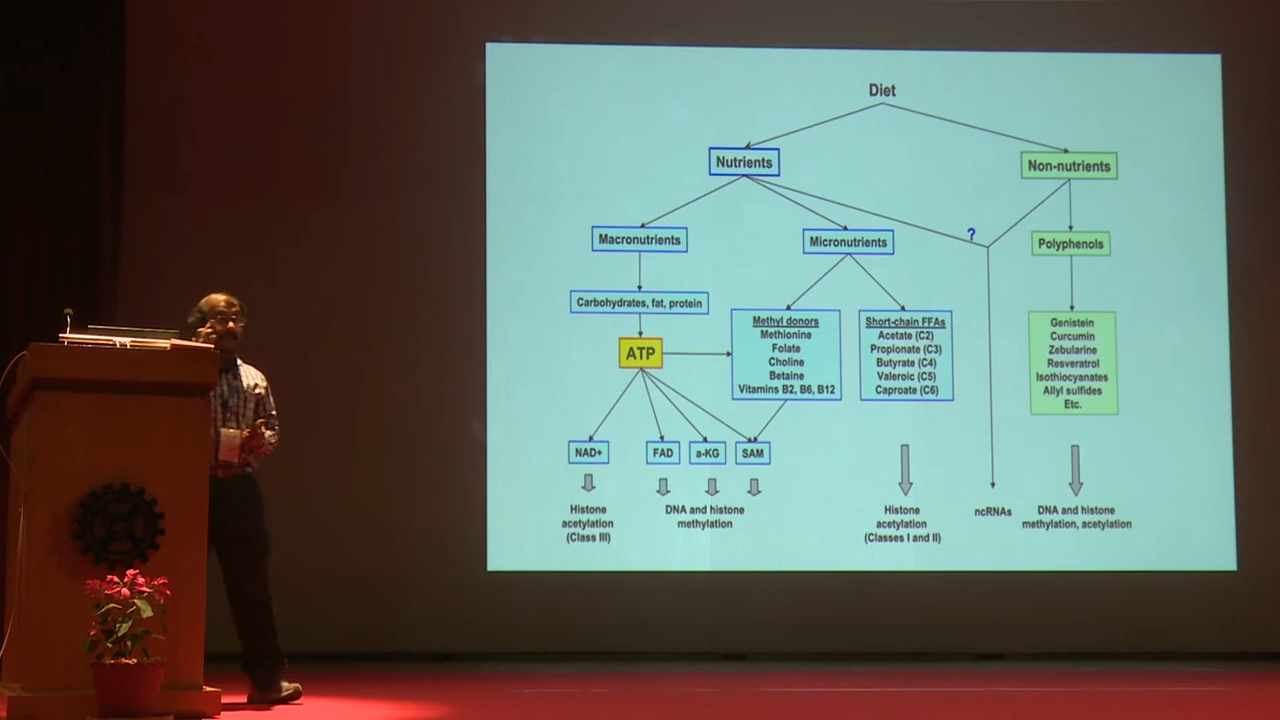 Diet
Nutrients
Non-nutrients
Macronutrients
Micronutrients
?
Polyphenols
Carbohydrates, fat, protein
ATP
Methyl donors
Methionine
Folate
Choline
Betaine
Vitamins B2, B6, B12
Short-chain FFAs
Acetate (C2)
Propionate (C3)
Butyrate (C4)
Valeroic (C5)
Caproate (C6)
Genistein
Curcumin
Zebularine
Resveratrol
Isothiocyanates
Allyl sulfides
Etc.
NAD+
FAD
a-KG
SAM
Histone
acetylation
(Class III)
DNA and histone
methylation
Histone
acetylation
(Classes I and II)
ncRNAs
DNA and histone
methylation, acetylation